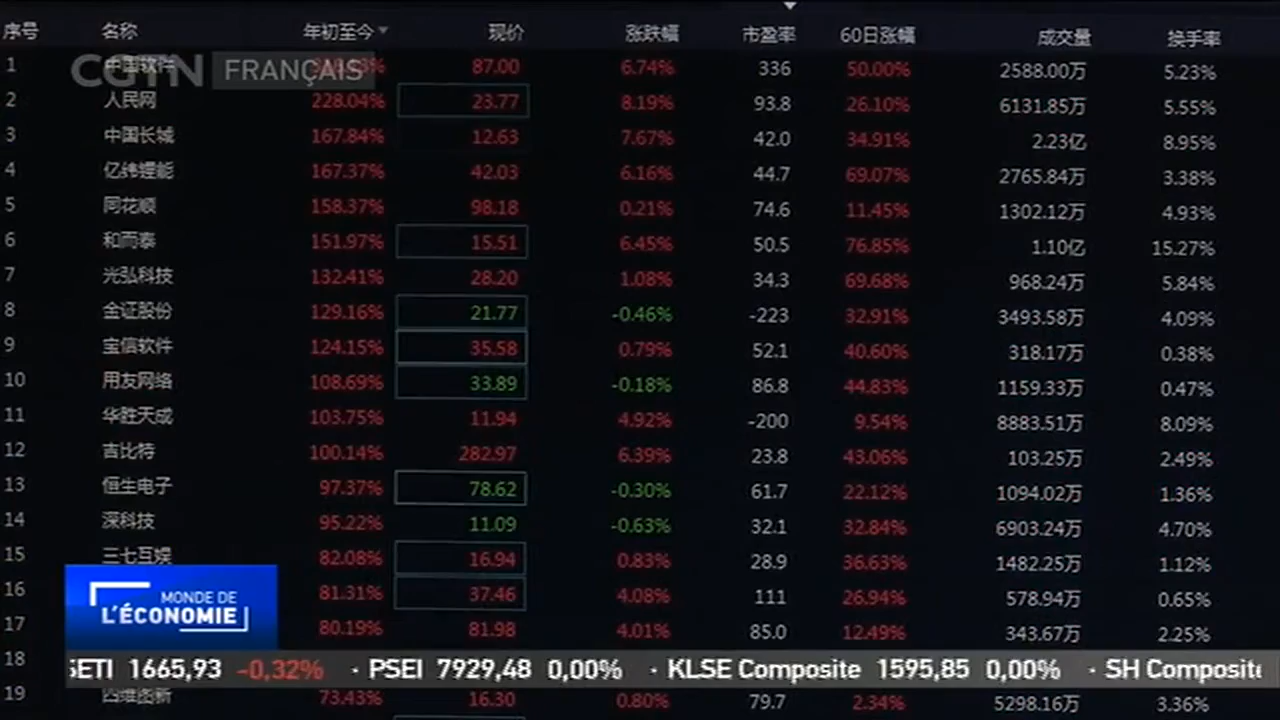 序号 名称 年初至今 现价 涨跌幅 市盈率 60日涨幅 成交量 换手率
CGTN FRANÇAIS
1 中国软件 87.00 6.74% 336 50.00% 2588.00万 5.23%
2 人民网 228.04% 23.77 8.19% 93.8 26.10% 6131.85万 5.55%
3 中国长城 167.84% 12.63 7.67% 42.0 34.91% 2.23亿 8.95%
4 亿纬锂能 167.37% 42.03 6.16% 44.7 69.07% 2765.84万 3.38%
5 同花顺 158.37% 98.18 0.21% 74.6 11.45% 1302.12万 4.93%
6 和而泰 151.97% 15.51 6.45% 50.5 76.85% 1.10亿 15.27%
7 光弘科技 132.41% 28.20 1.08% 34.3 69.68% 968.24万 5.84%
8 金证股份 129.16% 21.77 -0.46% -223 32.91% 3493.58万 4.09%
9 宝信软件 124.15% 35.58 0.79% 52.1 40.60% 318.17万 0.38%
10 用友网络 108.69% 33.89 -0.18% 86.8 44.83% 1159.33万 0.47%
11 华胜天成 103.75% 11.94 4.92% -200 9.54% 8883.51万 8.09%
12 吉比特 100.14% 282.97 6.39% 23.8 43.06% 103.25万 2.49%
13 恒生电子 97.37% 78.62 -0.30% 61.7 22.12% 1094.02万 1.36%
14 深科技 95.22% 11.09 -0.63% 32.1 32.84% 6903.24万 4.70%
15 三七互娱 82.08% 16.94 0.83% 28.9 36.63% 1482.25万 1.12%
16 81.31% 37.46 4.08% 111 26.94% 578.94万 0.65%
17 80.19% 81.98 4.01% 85.0 12.49% 343.67万 2.25%
MONDE DE
L'ÉCONOMIE
18
SETI 1665,93 -0,32% · PSEI 7929,48 0,00% · KLSE Composite 1595,85 0,00% · SH Composite
19 四维图新 73.43% 16.30 0.80% 79.7 2.34% 5298.16万 3.36%